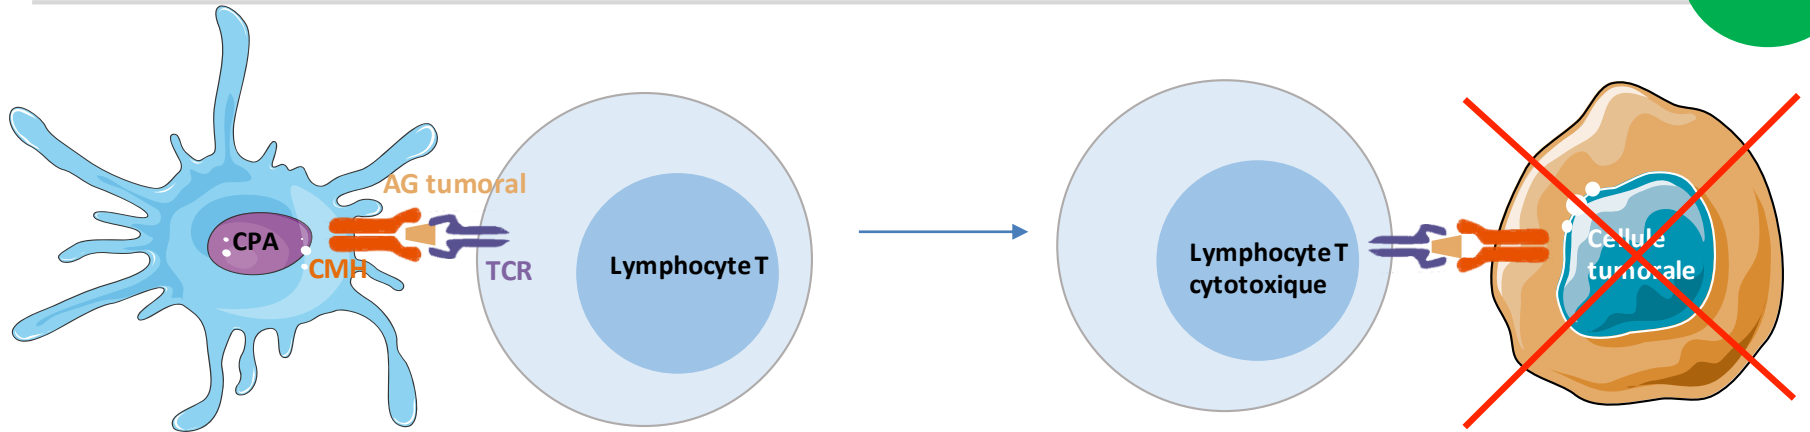 AG tumoral
CPA
CMH
TCR
Lymphocyte T
Lymphocyte T
cytotoxique
Cellule
tumorale